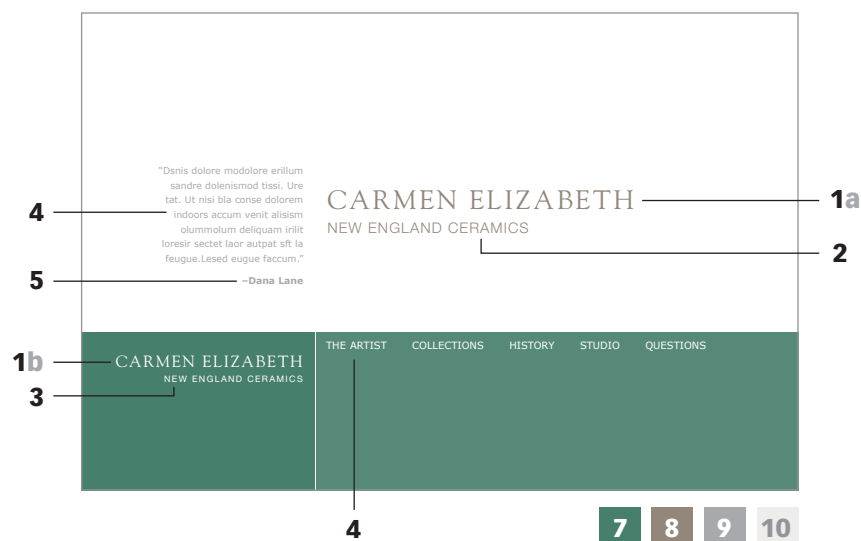 "Dsnis dolore modolore erillum
sandre dolenismod tissi. Ure
tat. Ut nisi bla conse dolorem
indoors accum venit alisism
olummolum deliquam irilit
loresir sectet laor autpat sft la
feugue.Lesed eugue faccum."
–Dana Lane
4
5
CARMEN ELIZABETH
NEW ENGLAND CERAMICS
1a
2
1b
3
CARMEN ELIZABETH
NEW ENGLAND CERAMICS
THE ARTIST COLLECTIONS HISTORY STUDIO QUESTIONS
4
7 8 9 10